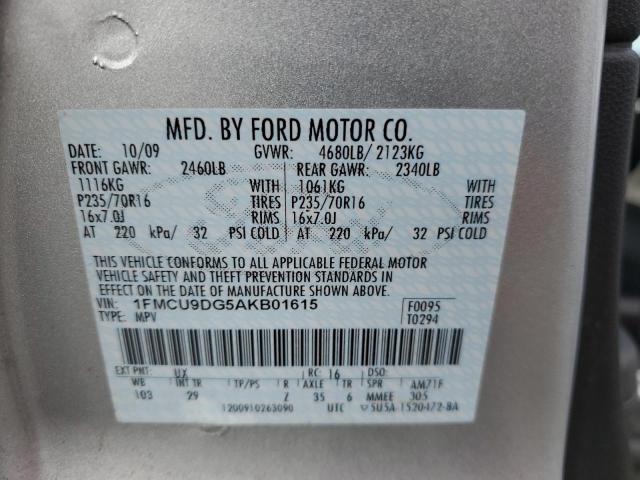 MFD. BY FORD MOTOR CO.
DATE: 10/09 GVWR: 4680LB/ 2123KG
FRONT GAWR: 2460LB REAR GAWR: 2340LB
1116KG WITH 1061KG WITH
P235/70R16 TIRES P235/70R16 TIRES
16x7.0J RIMS 16x7.0J RIMS
AT 220 kPa/ 32 PSI COLD AT 220 kPa/ 32 PSI COLD
THIS VEHICLE CONFORMS TO ALL APPLICABLE FEDERAL MOTOR
VEHICLE SAFETY AND THEFT PREVENTION STANDARDS IN
EFFECT ON THE DATE OF MANUFACTURE SHOWN ABOVE.
VIN: 1FMCU9DG5AKB01615 F0095
TYPE: MPV T0294
EXT PNT: UX RC: 16 DSO:
WB INT TR TP/PS R AXLE TR SPR AM71F
103 29 Z 35 6 MMEE 305
1200910263090 UTC 5U5A-1520472-BA